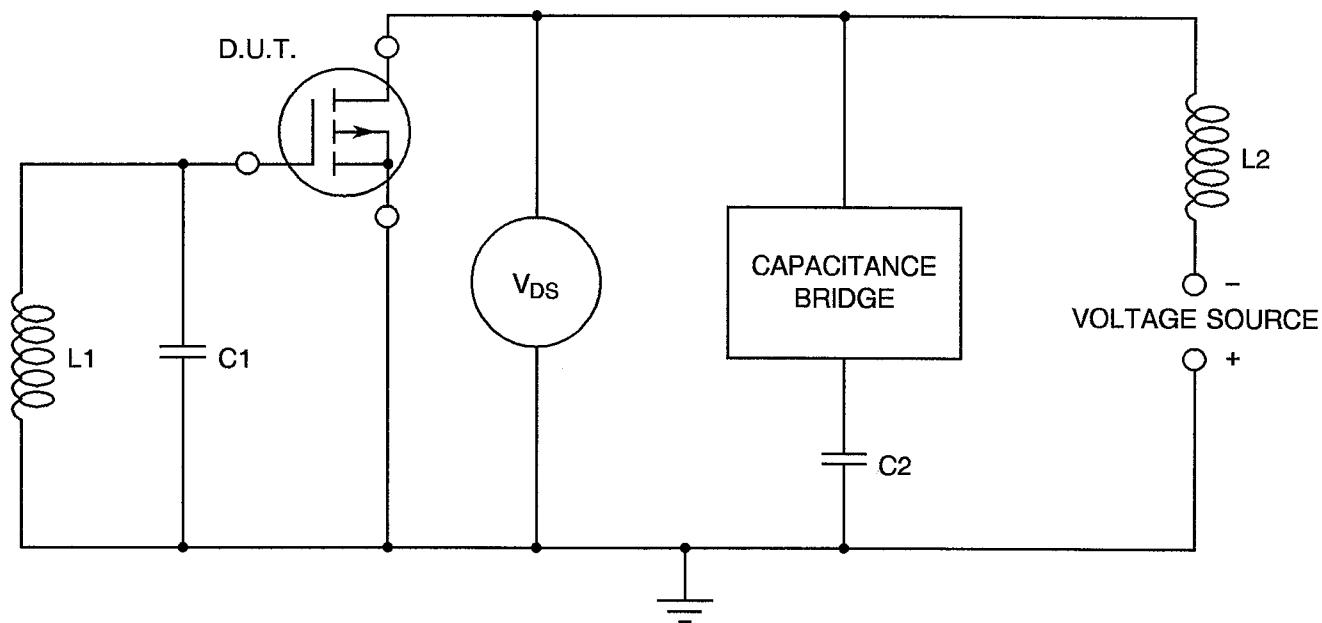 D.U.T.
L1
C1
VDS
CAPACITANCE
BRIDGE
C2
L2
−
VOLTAGE SOURCE
+